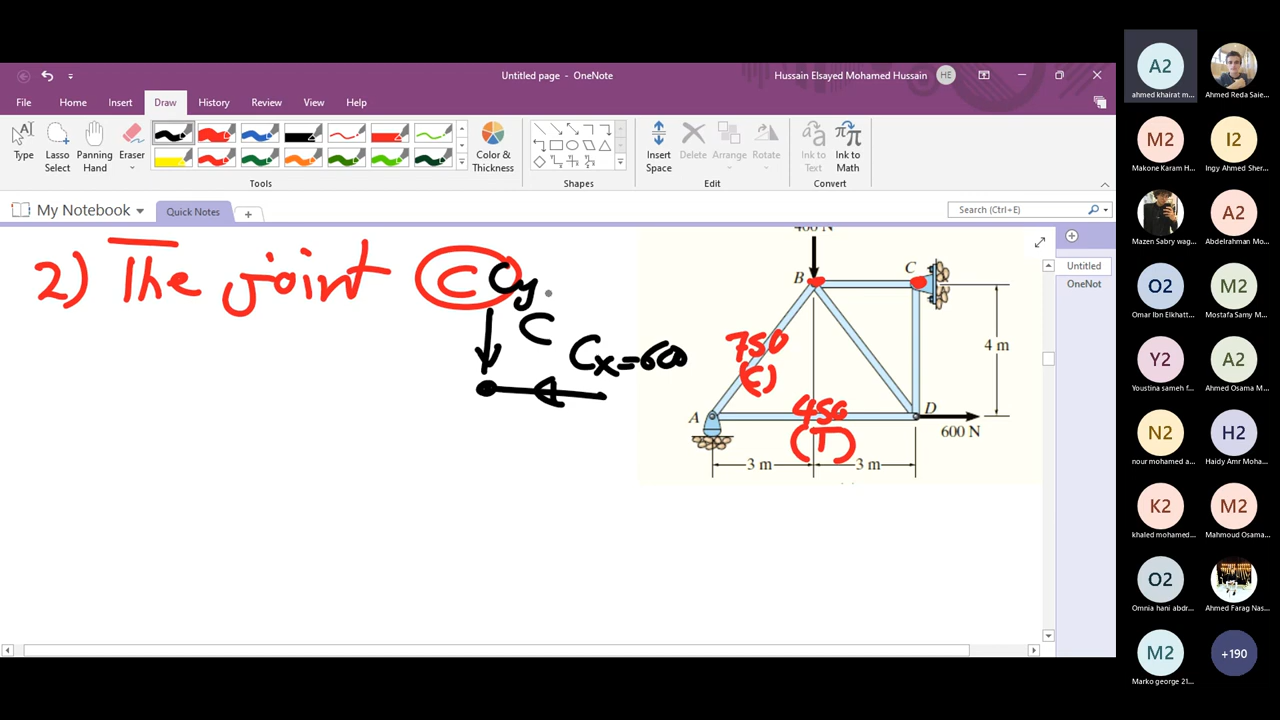 Untitled page - OneNote
Hussain Elsayed Mohamed Hussain
HE
File
Home
Insert
Draw
History
Review
View
Help
Type
Lasso Select
Panning Hand
Eraser
Color & Thickness
Insert Space
Delete
Arrange
Rotate
Ink to Text
Ink to Math
Tools
Shapes
Edit
Convert
My Notebook
Quick Notes
Search (Ctrl+E)
Untitled
OneNot
2) The joint C
Cy
C
Cx=600
400 N
B
C
750
(C)
4 m
A
450
(T)
D
600 N
3 m
3 m
A2
ahmed khairat m...
Ahmed Reda Saie...
M2
Makone Karam H...
I2
Ingy Ahmed Sher...
Mazen Sabry wag...
A2
Abdelrahman Mo...
O2
Omar Ibn Elkhatt...
M2
Mostafa Samy M...
Y2
Youstina sameh f...
A2
Ahmed Osama M...
N2
nour mohamed a...
H2
Haidy Amr Moha...
K2
khaled mohamed...
M2
Mahmoud Osama...
O2
Omnia hani abdr...
Ahmed Farag Nas...
M2
Marko george 21...
+190